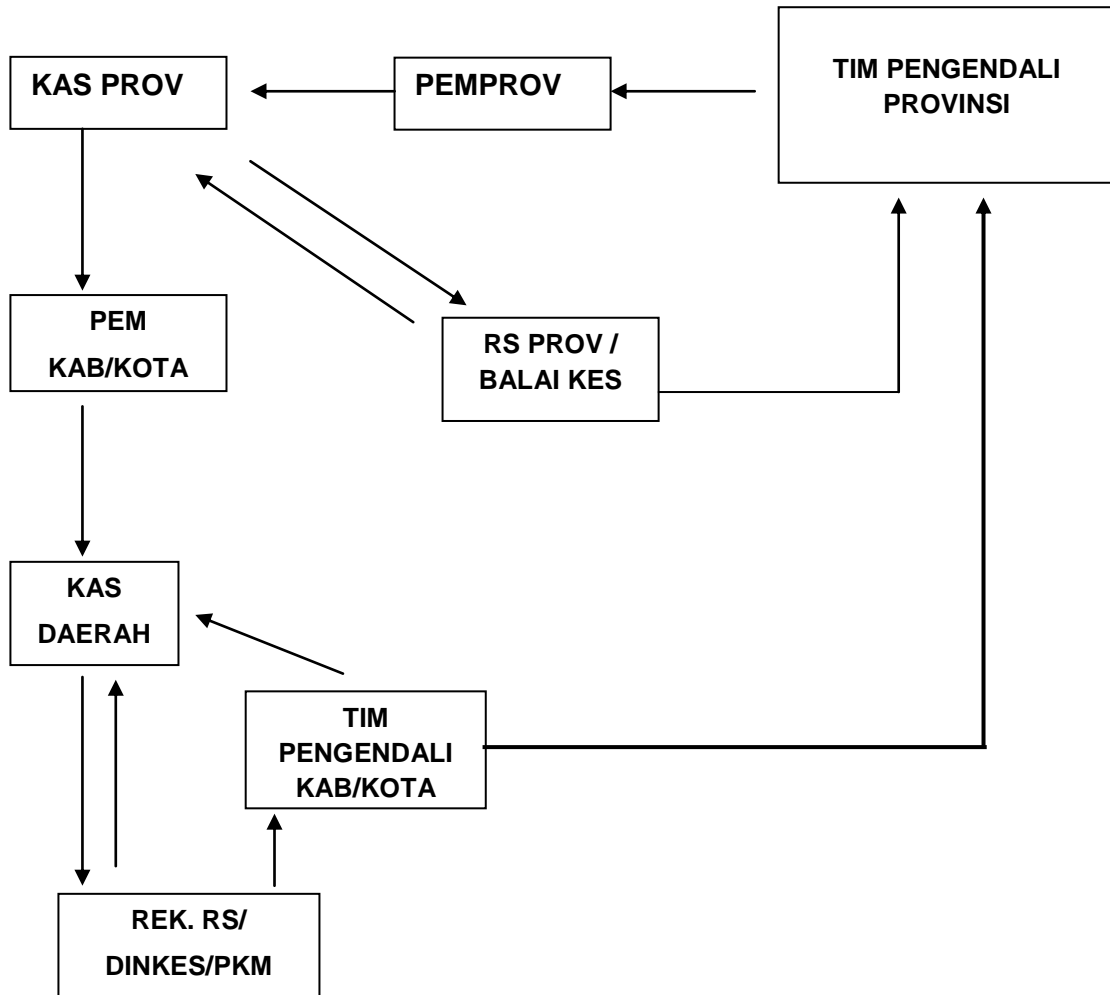 KAS PROV
PEMPROV
TIM PENGENDALI
PROVINSI
PEM
KAB/KOTA
RS PROV /
BALAI KES
KAS
DAERAH
TIM
PENGENDALI
KAB/KOTA
REK. RS/
DINKES/PKM